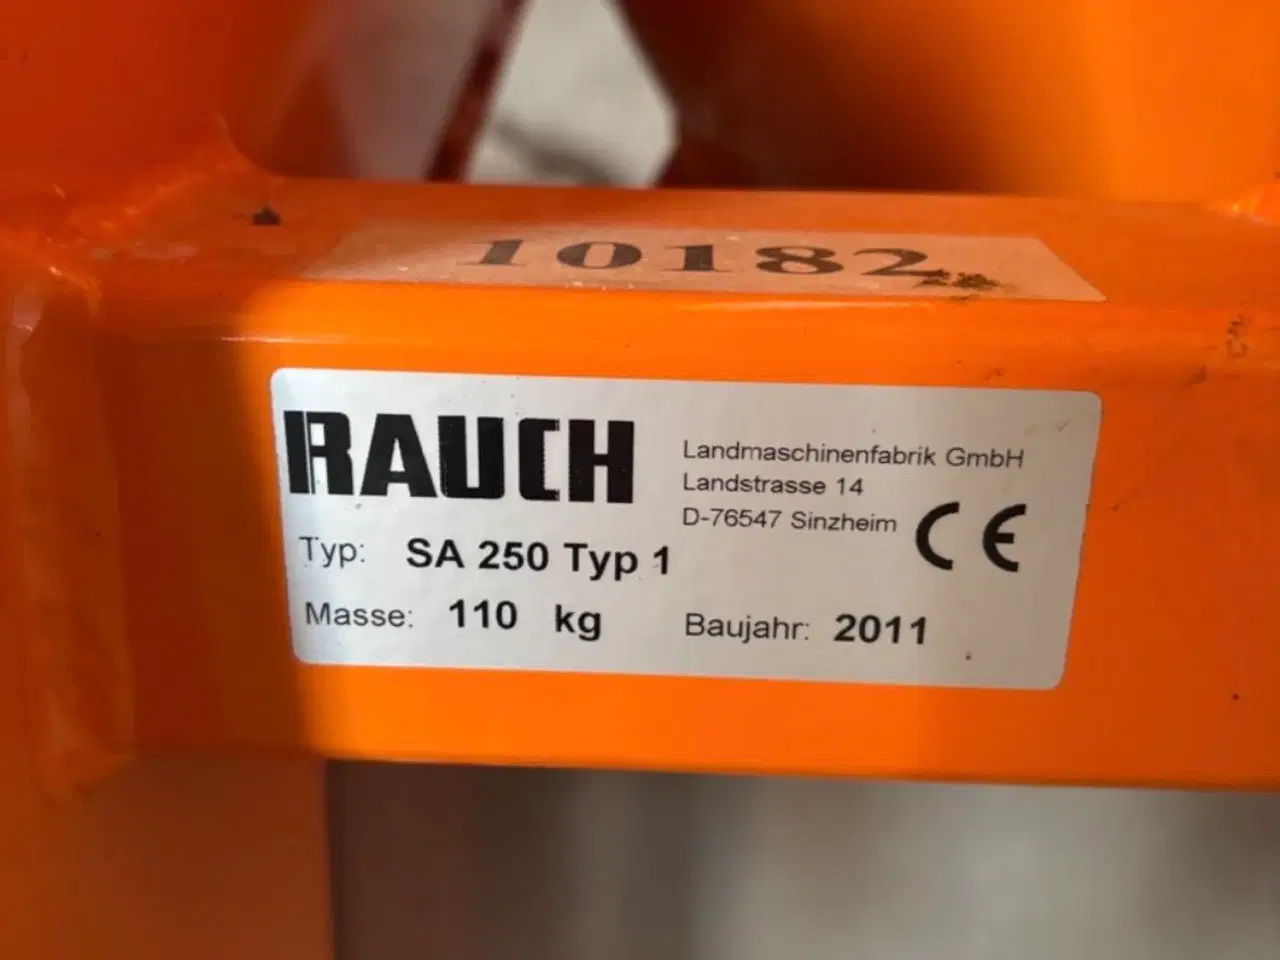 10182
RAUCH
Landmaschinenfabrik GmbH
Landstrasse 14
D-76547 Sinzheim
CE
Typ: SA 250 Typ 1
Masse: 110 kg
Baujahr: 2011